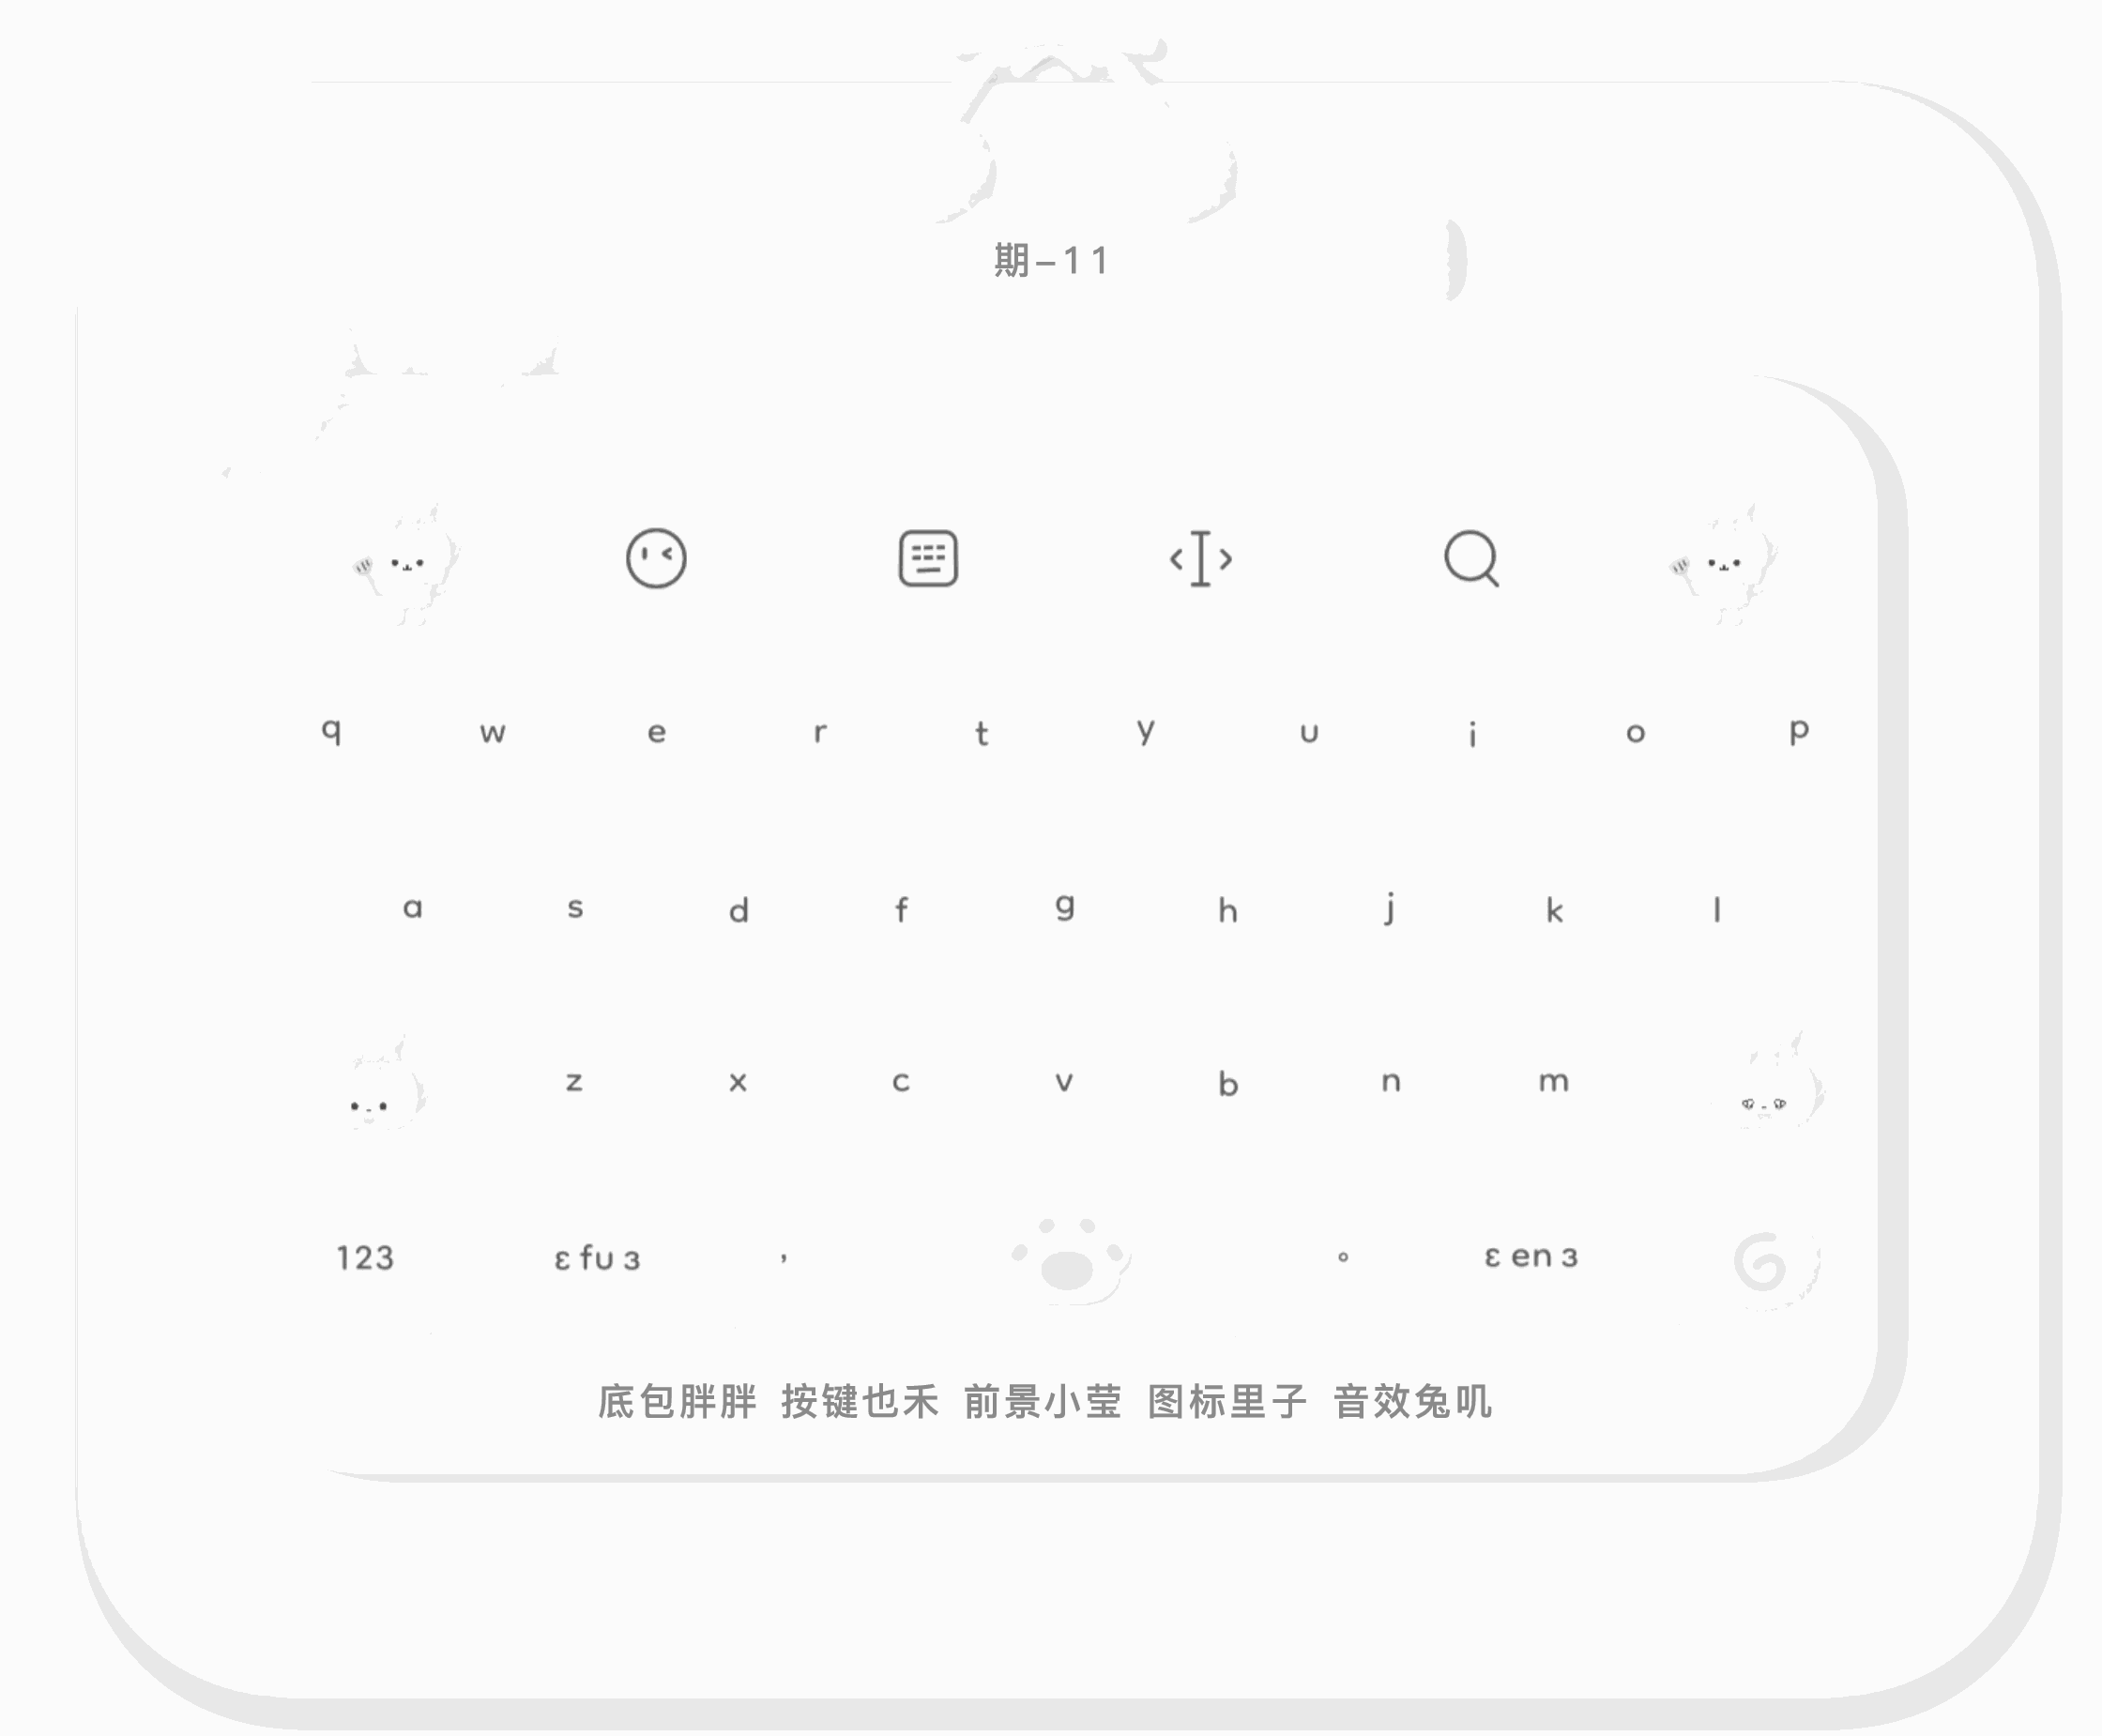 期-11
q w e r t y u i o p
a s d f g h j k l
z x c v b n m
123 ε fu з , 。 ε en з
底包胖胖 按键也禾 前景小莹 图标里子 音效兔叽